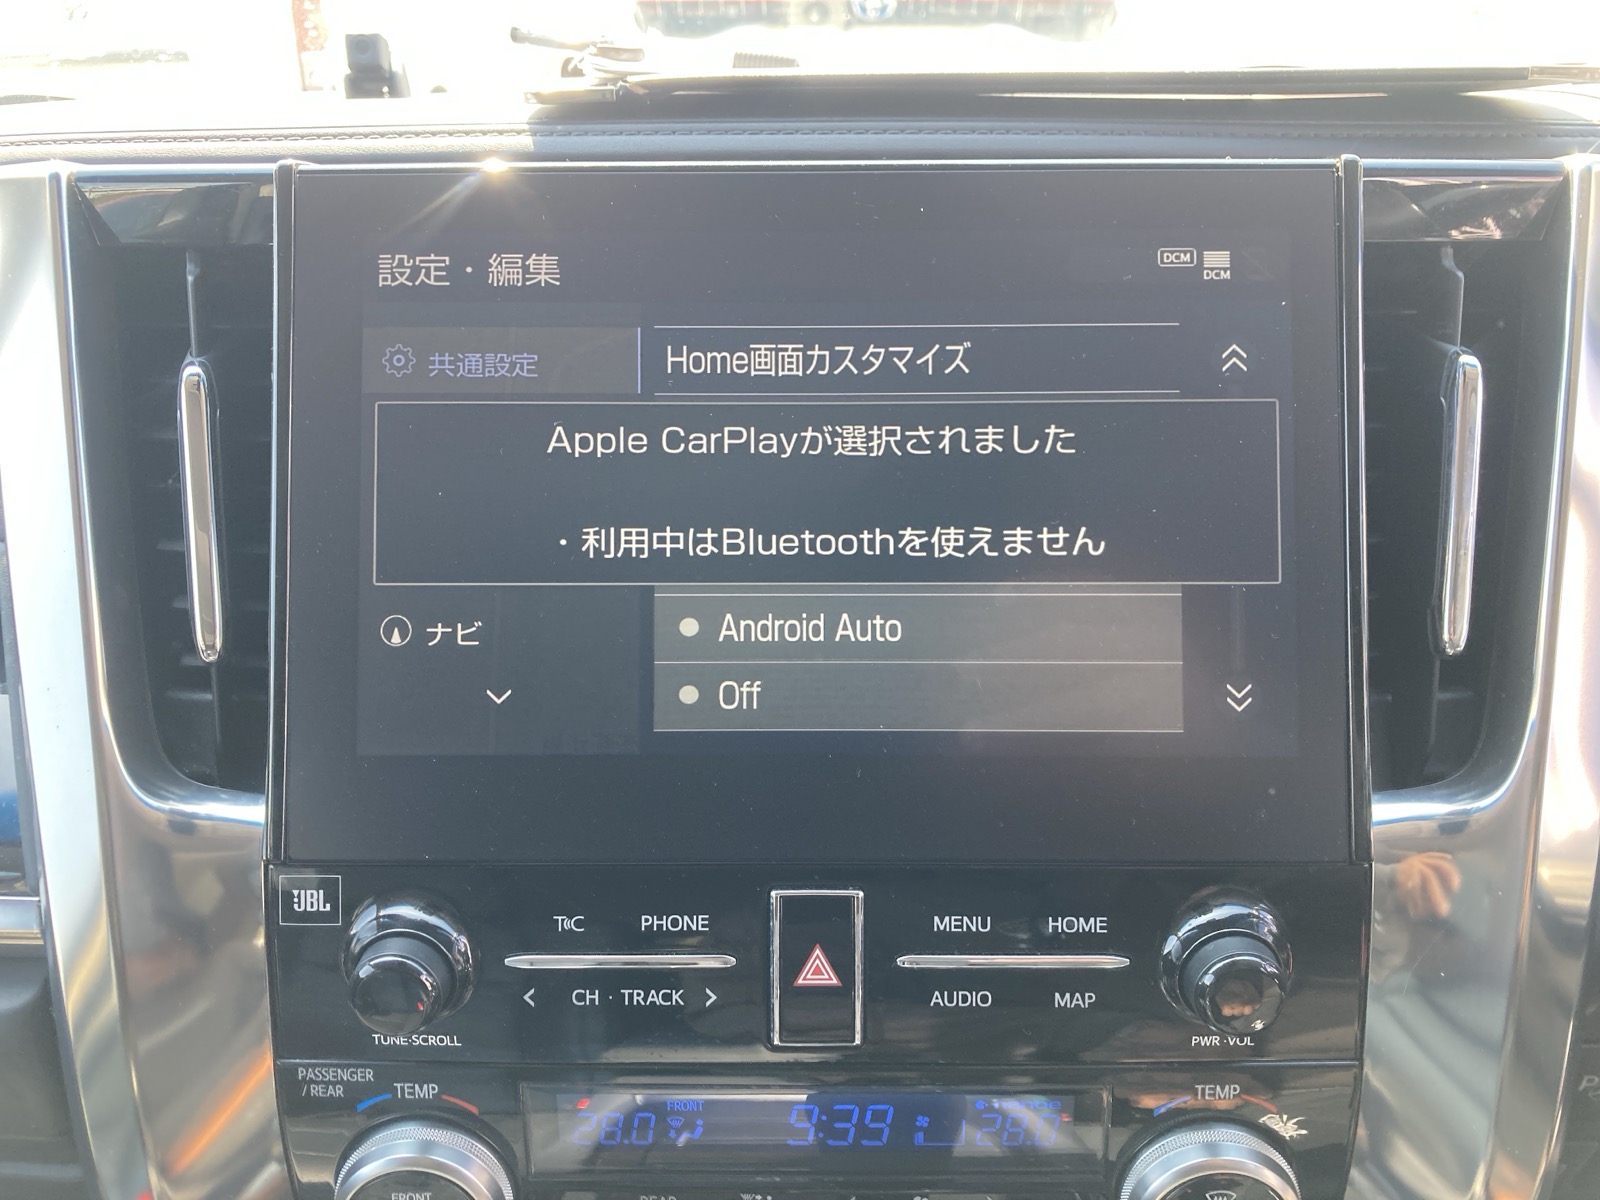 設定・編集
DCM
DCM
共通設定
Home画面カスタマイズ
Apple CarPlayが選択されました
・利用中はBluetoothを使えません
ナビ
Android Auto
Off
JBL
T C
PHONE
MENU
HOME
< CH・TRACK >
AUDIO
MAP
TUNE・SCROLL
PWR・VOL
PASSENGER
/ REAR
TEMP
TEMP
28.0
FRONT
9:39
28.0
FRONT
REAR